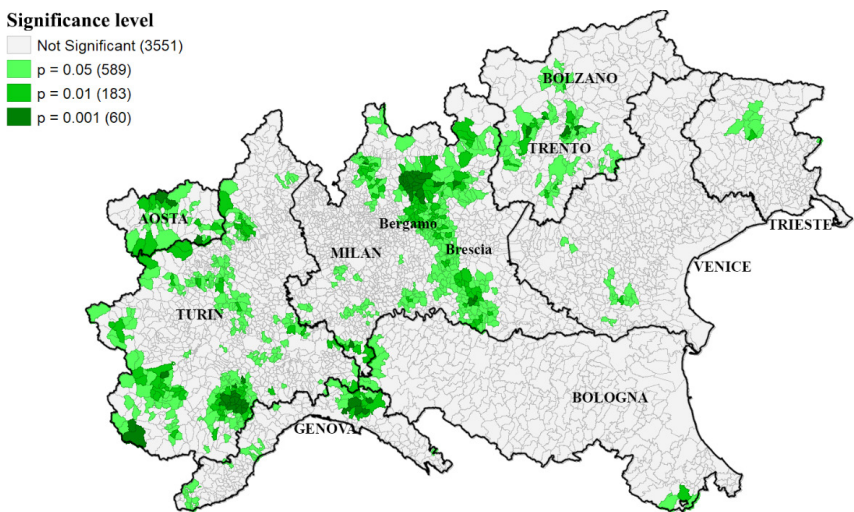 Significance level
Not Significant (3551)
p = 0.05 (589)
p = 0.01 (183)
p = 0.001 (60)
BOLZANO
TRENTO
AOSTA
Bergamo
TRIESTE
MILAN
Brescia
VENICE
TURIN
BOLOGNA
GENOVA